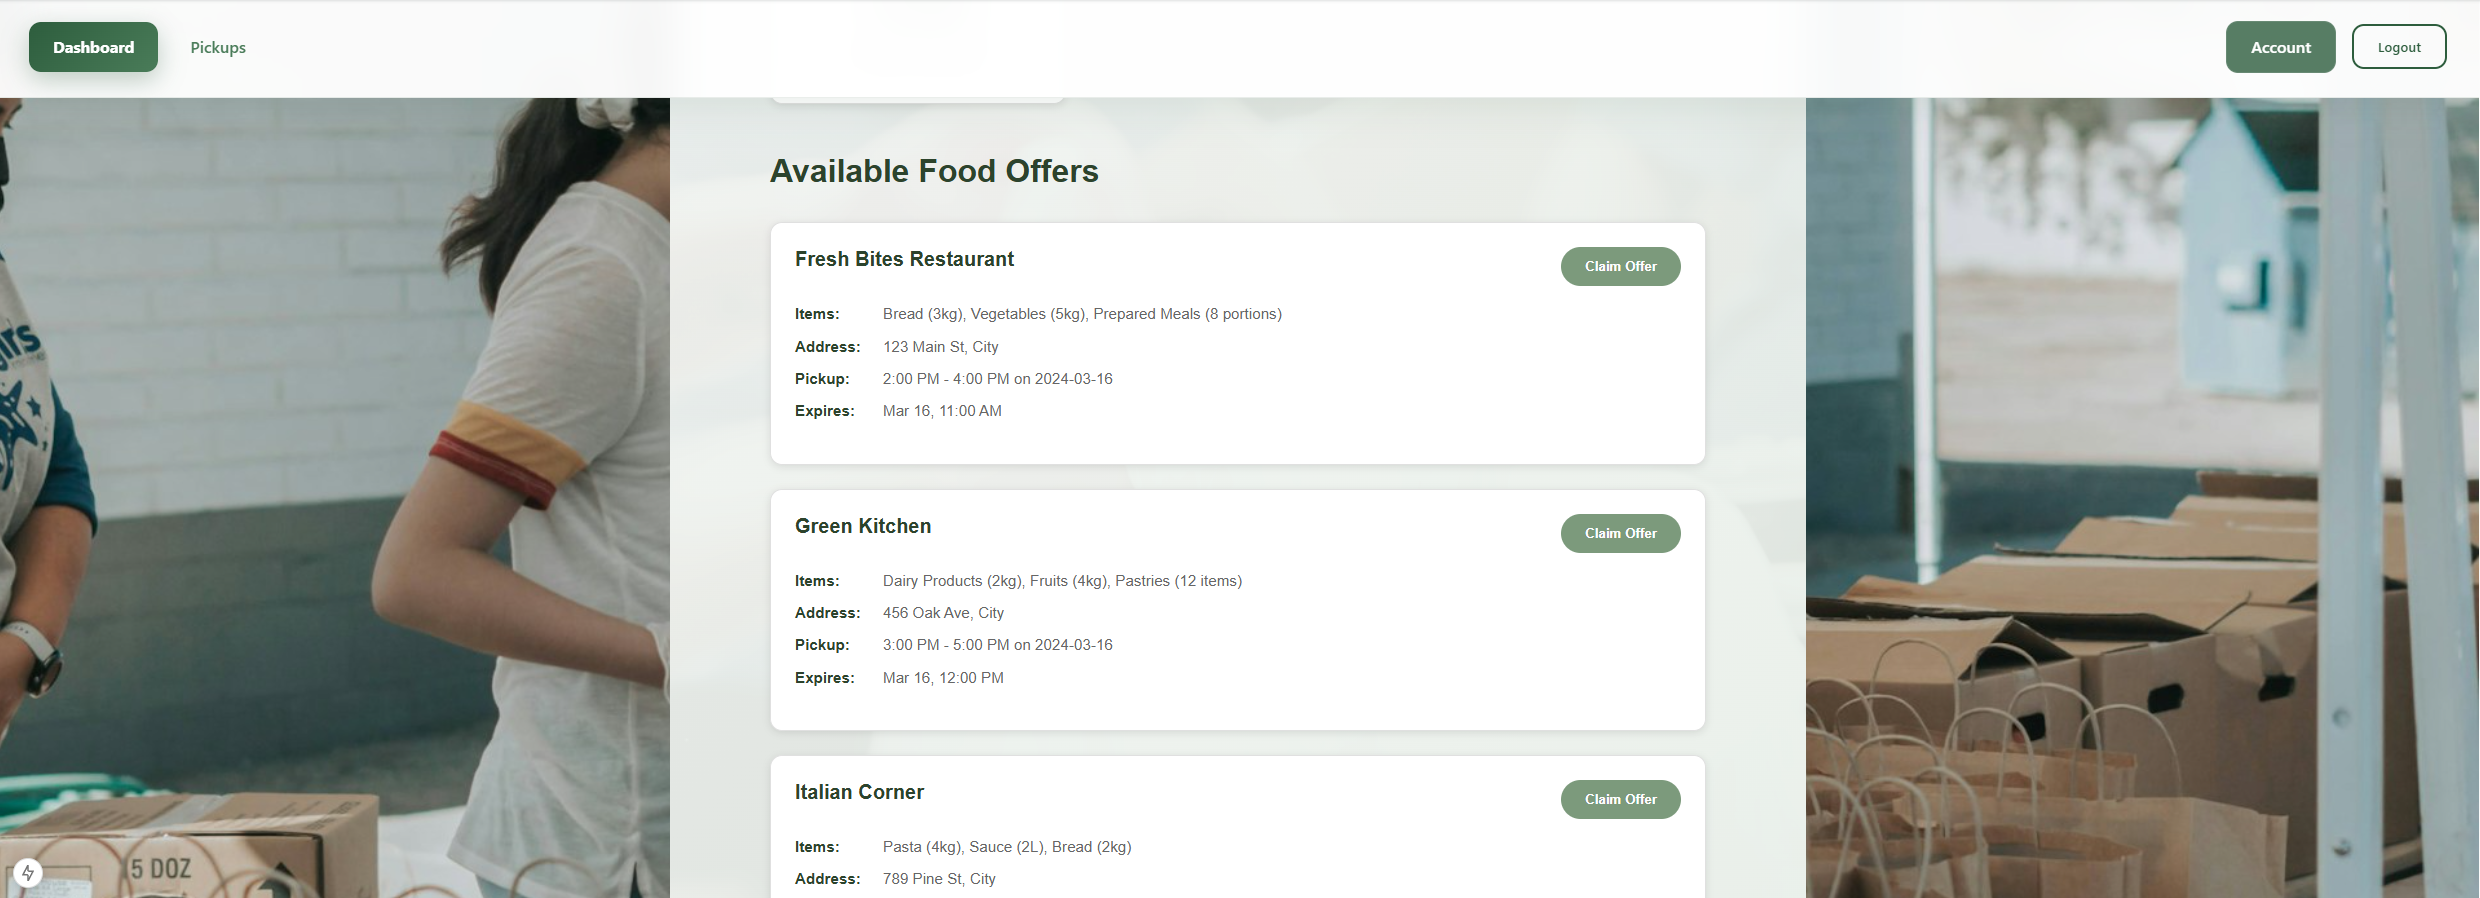 Dashboard
Pickups
Account
Logout
Available Food Offers
Fresh Bites Restaurant
Claim Offer
Items: Bread (3kg), Vegetables (5kg), Prepared Meals (8 portions)
Address: 123 Main St, City
Pickup: 2:00 PM - 4:00 PM on 2024-03-16
Expires: Mar 16, 11:00 AM
Green Kitchen
Claim Offer
Items: Dairy Products (2kg), Fruits (4kg), Pastries (12 items)
Address: 456 Oak Ave, City
Pickup: 3:00 PM - 5:00 PM on 2024-03-16
Expires: Mar 16, 12:00 PM
Italian Corner
Claim Offer
Items: Pasta (4kg), Sauce (2L), Bread (2kg)
Address: 789 Pine St, City
15 DOZ